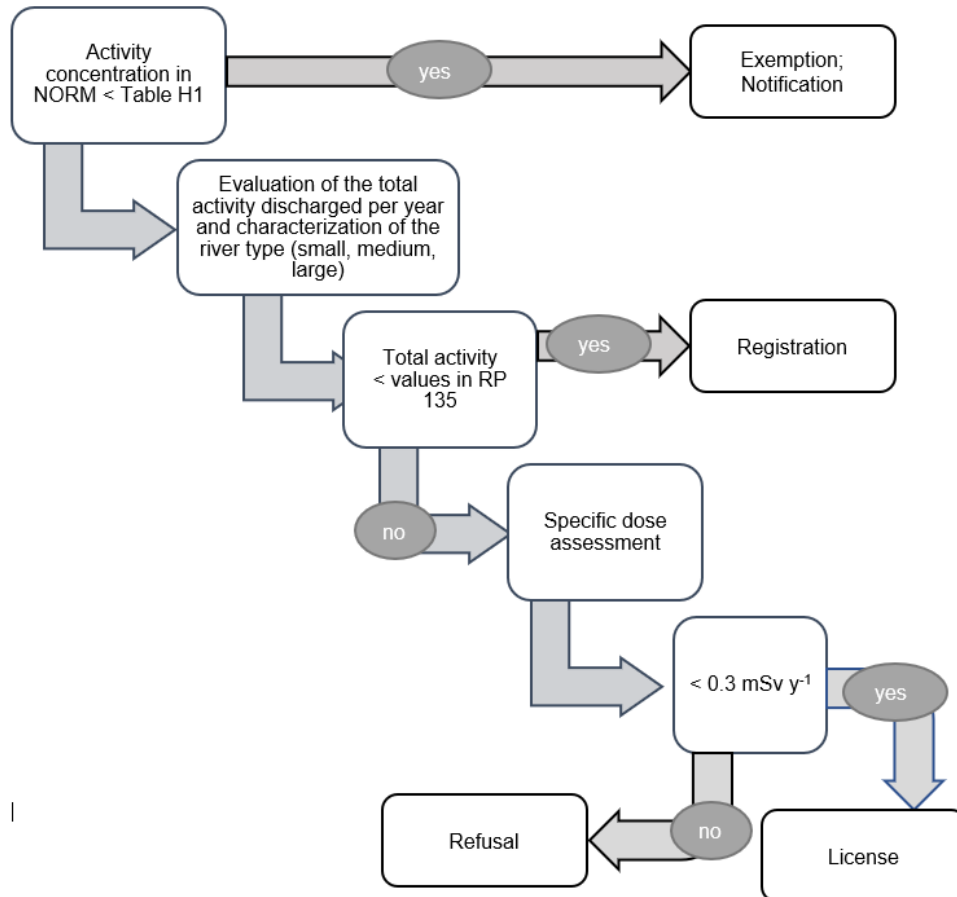 Activity
concentration in
NORM < Table H1
yes
Exemption;
Notification
Evaluation of the total
activity discharged per year
and characterization of the
river type (small, medium,
large)
Total activity
< values in RP
135
yes
Registration
no
Specific dose
assessment
< 0.3 mSv y⁻¹
yes
no
Refusal
License